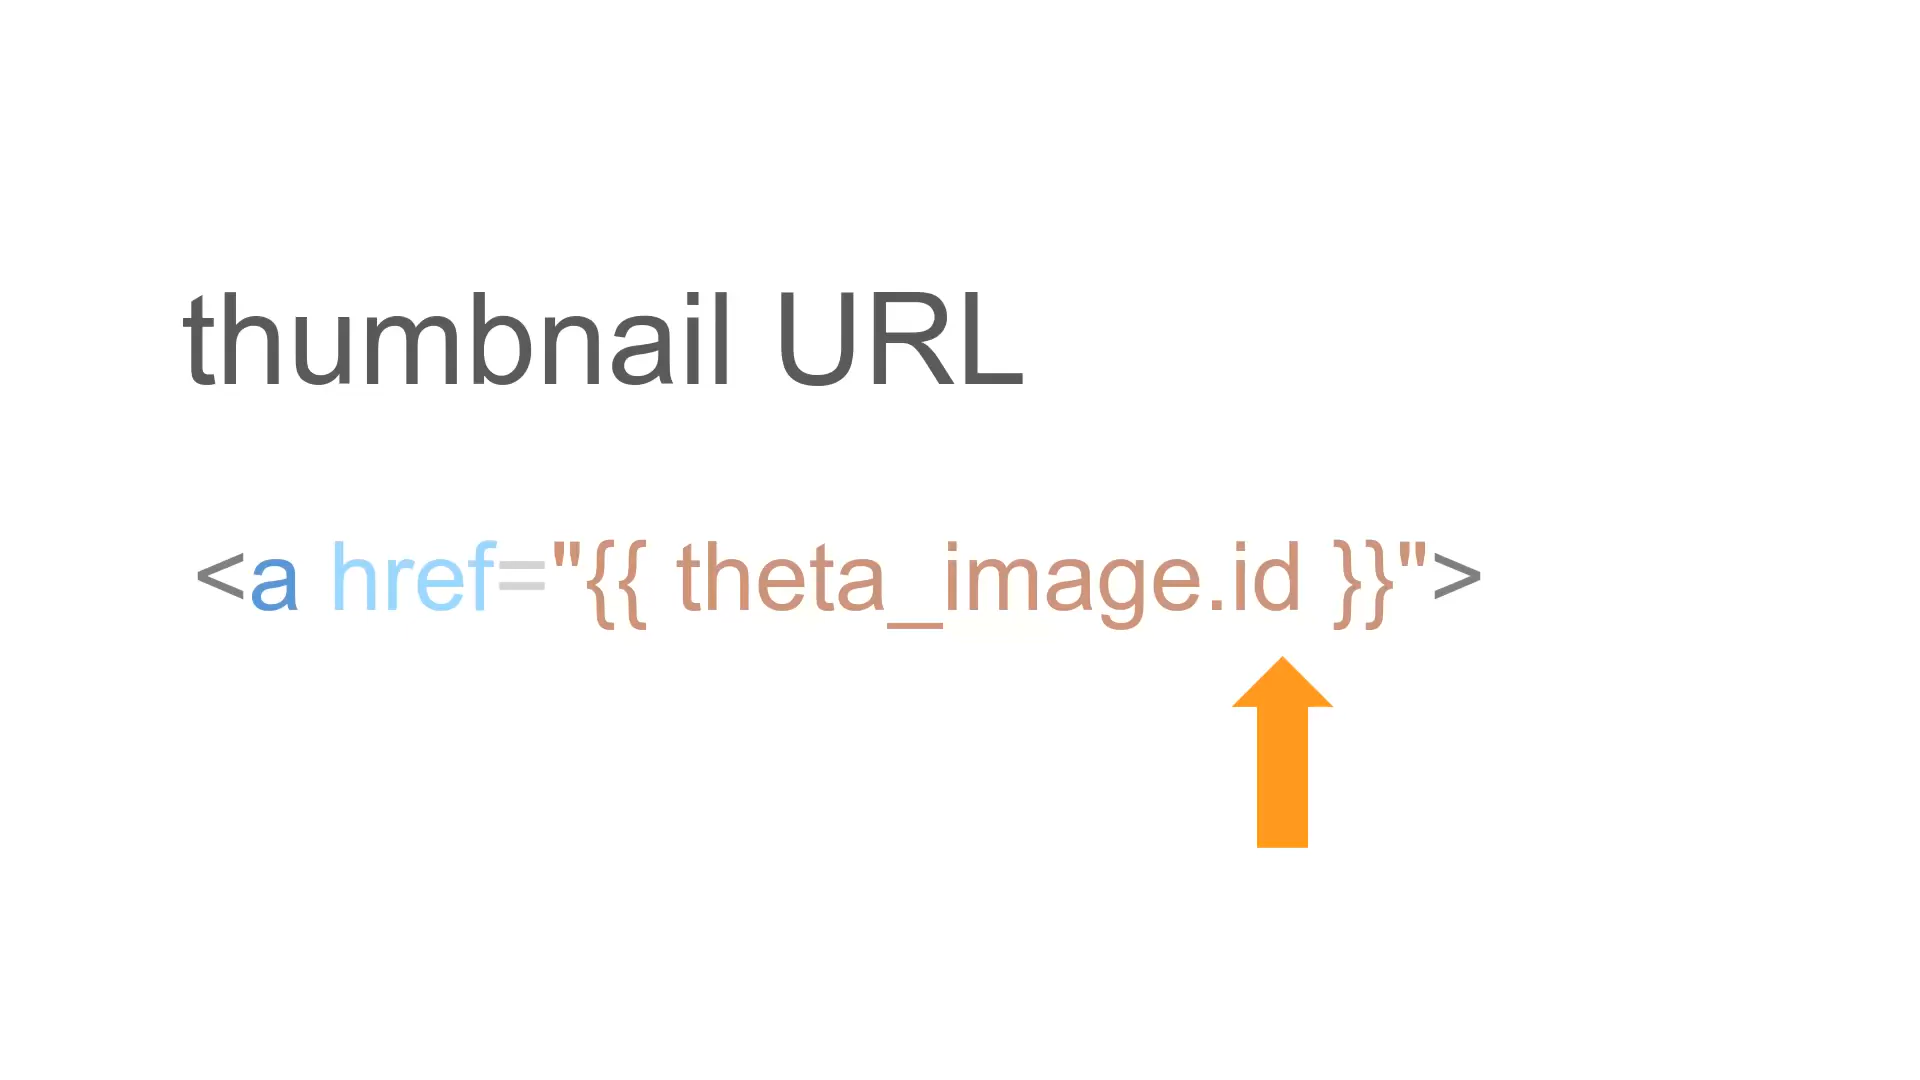 thumbnail URL
<a href="{{ theta_image.id }}">